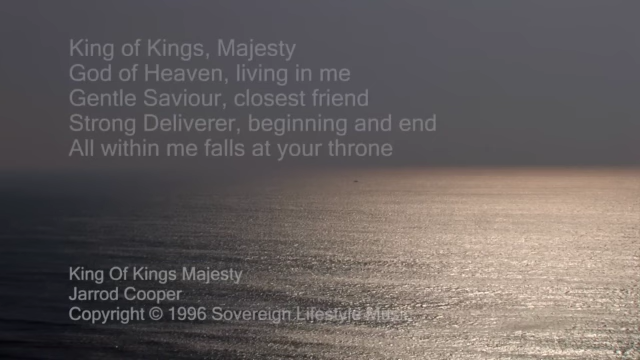 King of Kings, Majesty
God of Heaven, living in me
Gentle Saviour, closest friend
Strong Deliverer, beginning and end
All within me falls at your throne
King Of Kings Majesty
Jarrod Cooper
Copyright © 1996 Sovereign Lifestyle Music